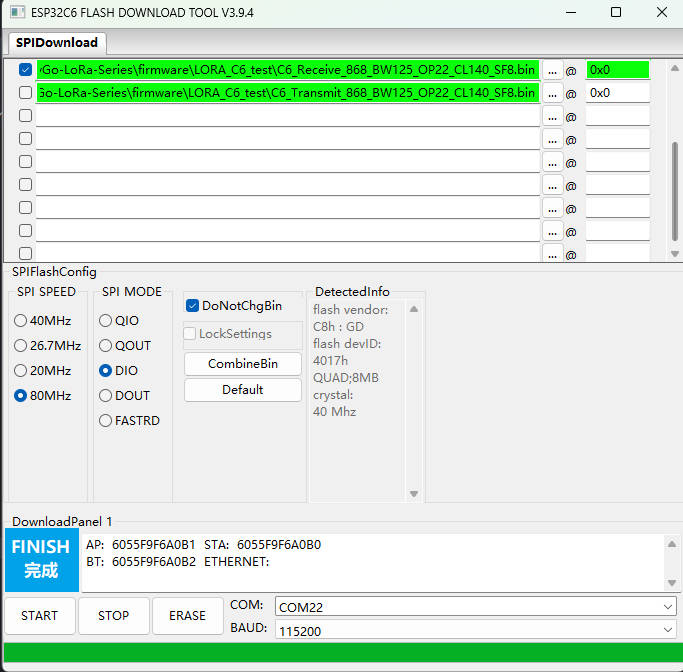 ESP32C6 FLASH DOWNLOAD TOOL V3.9.4
SPIDownload
Go-LoRa-Series\firmware\LORA_C6_test\C6_Receive_868_BW125_OP22_CL140_SF8.bin ... @ 0x0
Go-LoRa-Series\firmware\LORA_C6_test\C6_Transmit_868_BW125_OP22_CL140_SF8.bin ... @ 0x0
... @
... @
... @
... @
... @
... @
... @
SPIFlashConfig
SPI SPEED
40MHz
26.7MHz
20MHz
80MHz
SPI MODE
QIO
QOUT
DIO
DOUT
FASTRD
DoNotChgBin
LockSettings
CombineBin
Default
DetectedInfo
flash vendor:
C8h : GD
flash devID:
4017h
QUAD;8MB
crystal:
40 Mhz
DownloadPanel 1
FINISH
完成
AP: 6055F9F6A0B1 STA: 6055F9F6A0B0
BT: 6055F9F6A0B2 ETHERNET:
START STOP ERASE
COM: COM22
BAUD: 115200